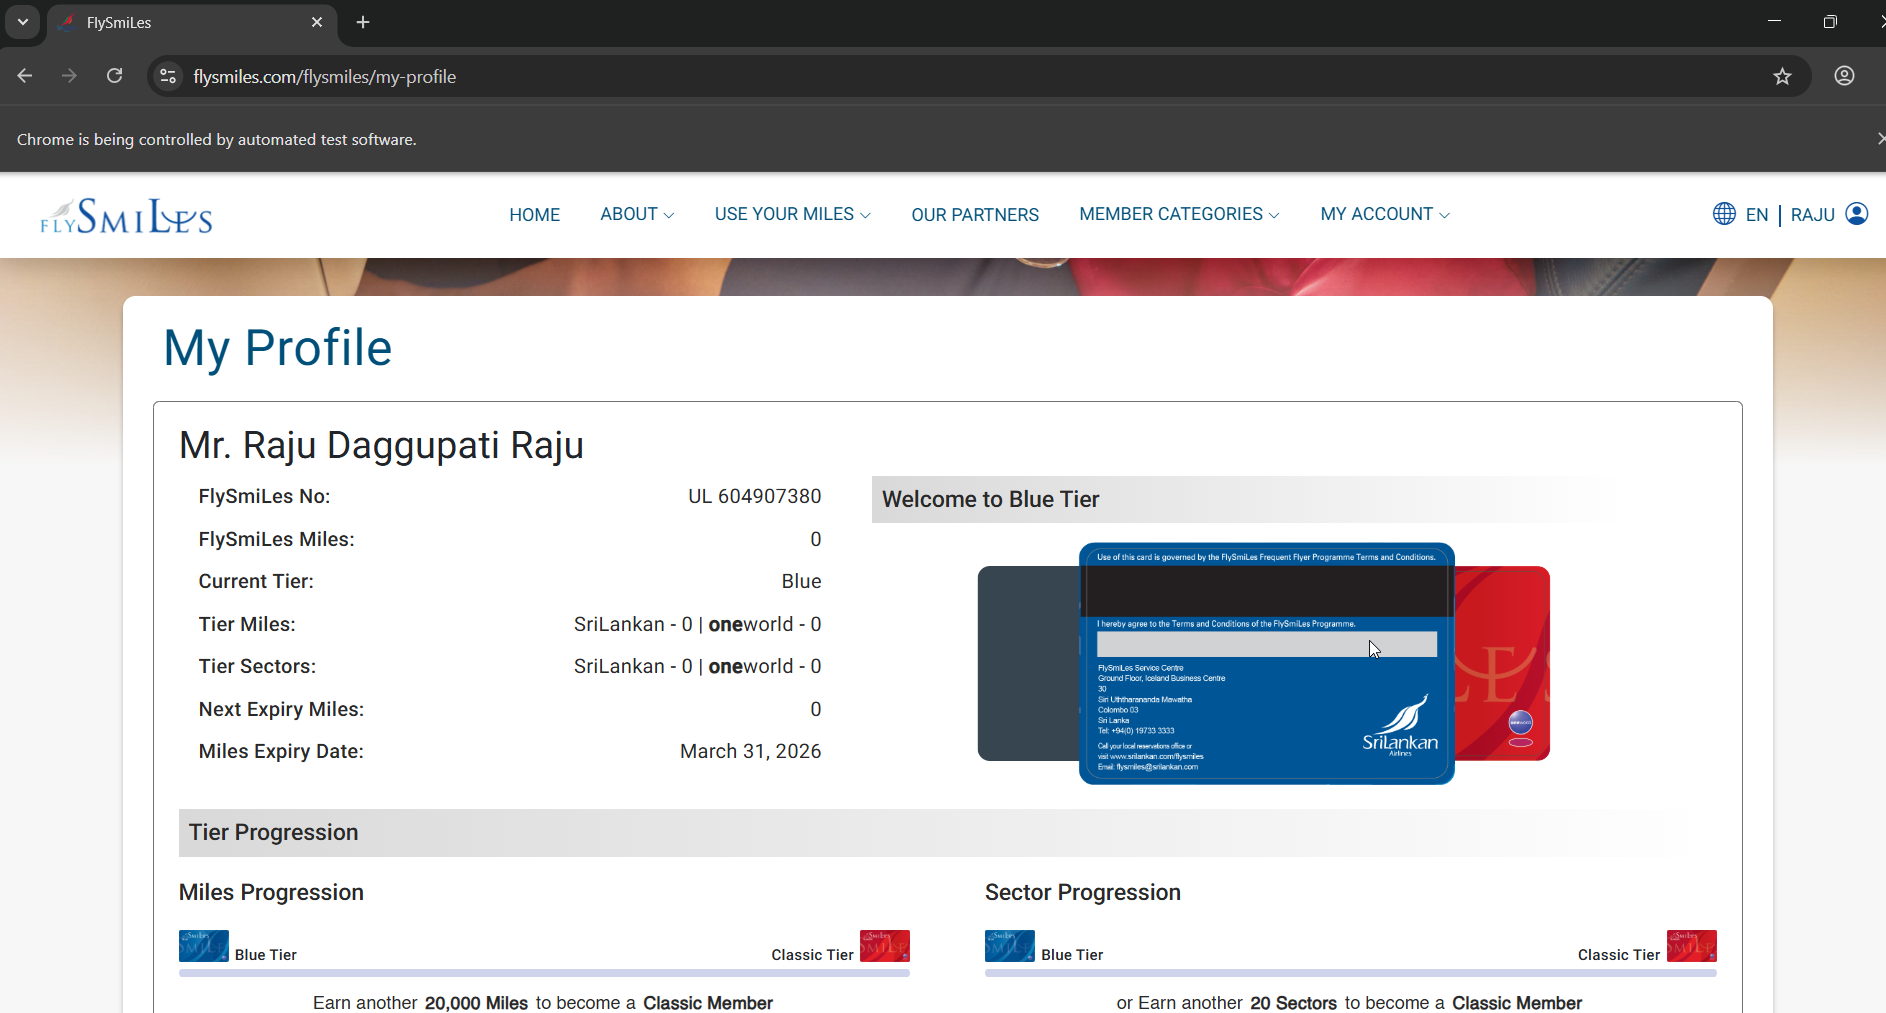 FlySmiLes
flysmiles.com/flysmiles/my-profile
Chrome is being controlled by automated test software.
FLYSMILES
HOME
ABOUT
USE YOUR MILES
OUR PARTNERS
MEMBER CATEGORIES
MY ACCOUNT
EN | RAJU
My Profile
Mr. Raju Daggupati Raju
FlySmiLes No: UL 604907380
FlySmiLes Miles: 0
Current Tier: Blue
Tier Miles: SriLankan - 0 | oneworld - 0
Tier Sectors: SriLankan - 0 | oneworld - 0
Next Expiry Miles: 0
Miles Expiry Date: March 31, 2026
Welcome to Blue Tier
Use of this card is governed by the FlySmiLes Frequent Flyer Programme Terms and Conditions.
I hereby agree to the Terms and Conditions of the FlySmiLes Programme.
FlySmiLes Service Centre
Ground Floor, Iceland Business Centre
30
Sri Uththarananda Mawatha
Colombo 03
Sri Lanka
Tel: +94(0) 19733 3333
Call your local reservations office or
visit www.srilankan.com/flysmiles
Email: flysmiles@srilankan.com
SriLankan
Airlines
Tier Progression
Miles Progression
Blue Tier
Classic Tier
Earn another 20,000 Miles to become a Classic Member
Sector Progression
Blue Tier
Classic Tier
or Earn another 20 Sectors to become a Classic Member